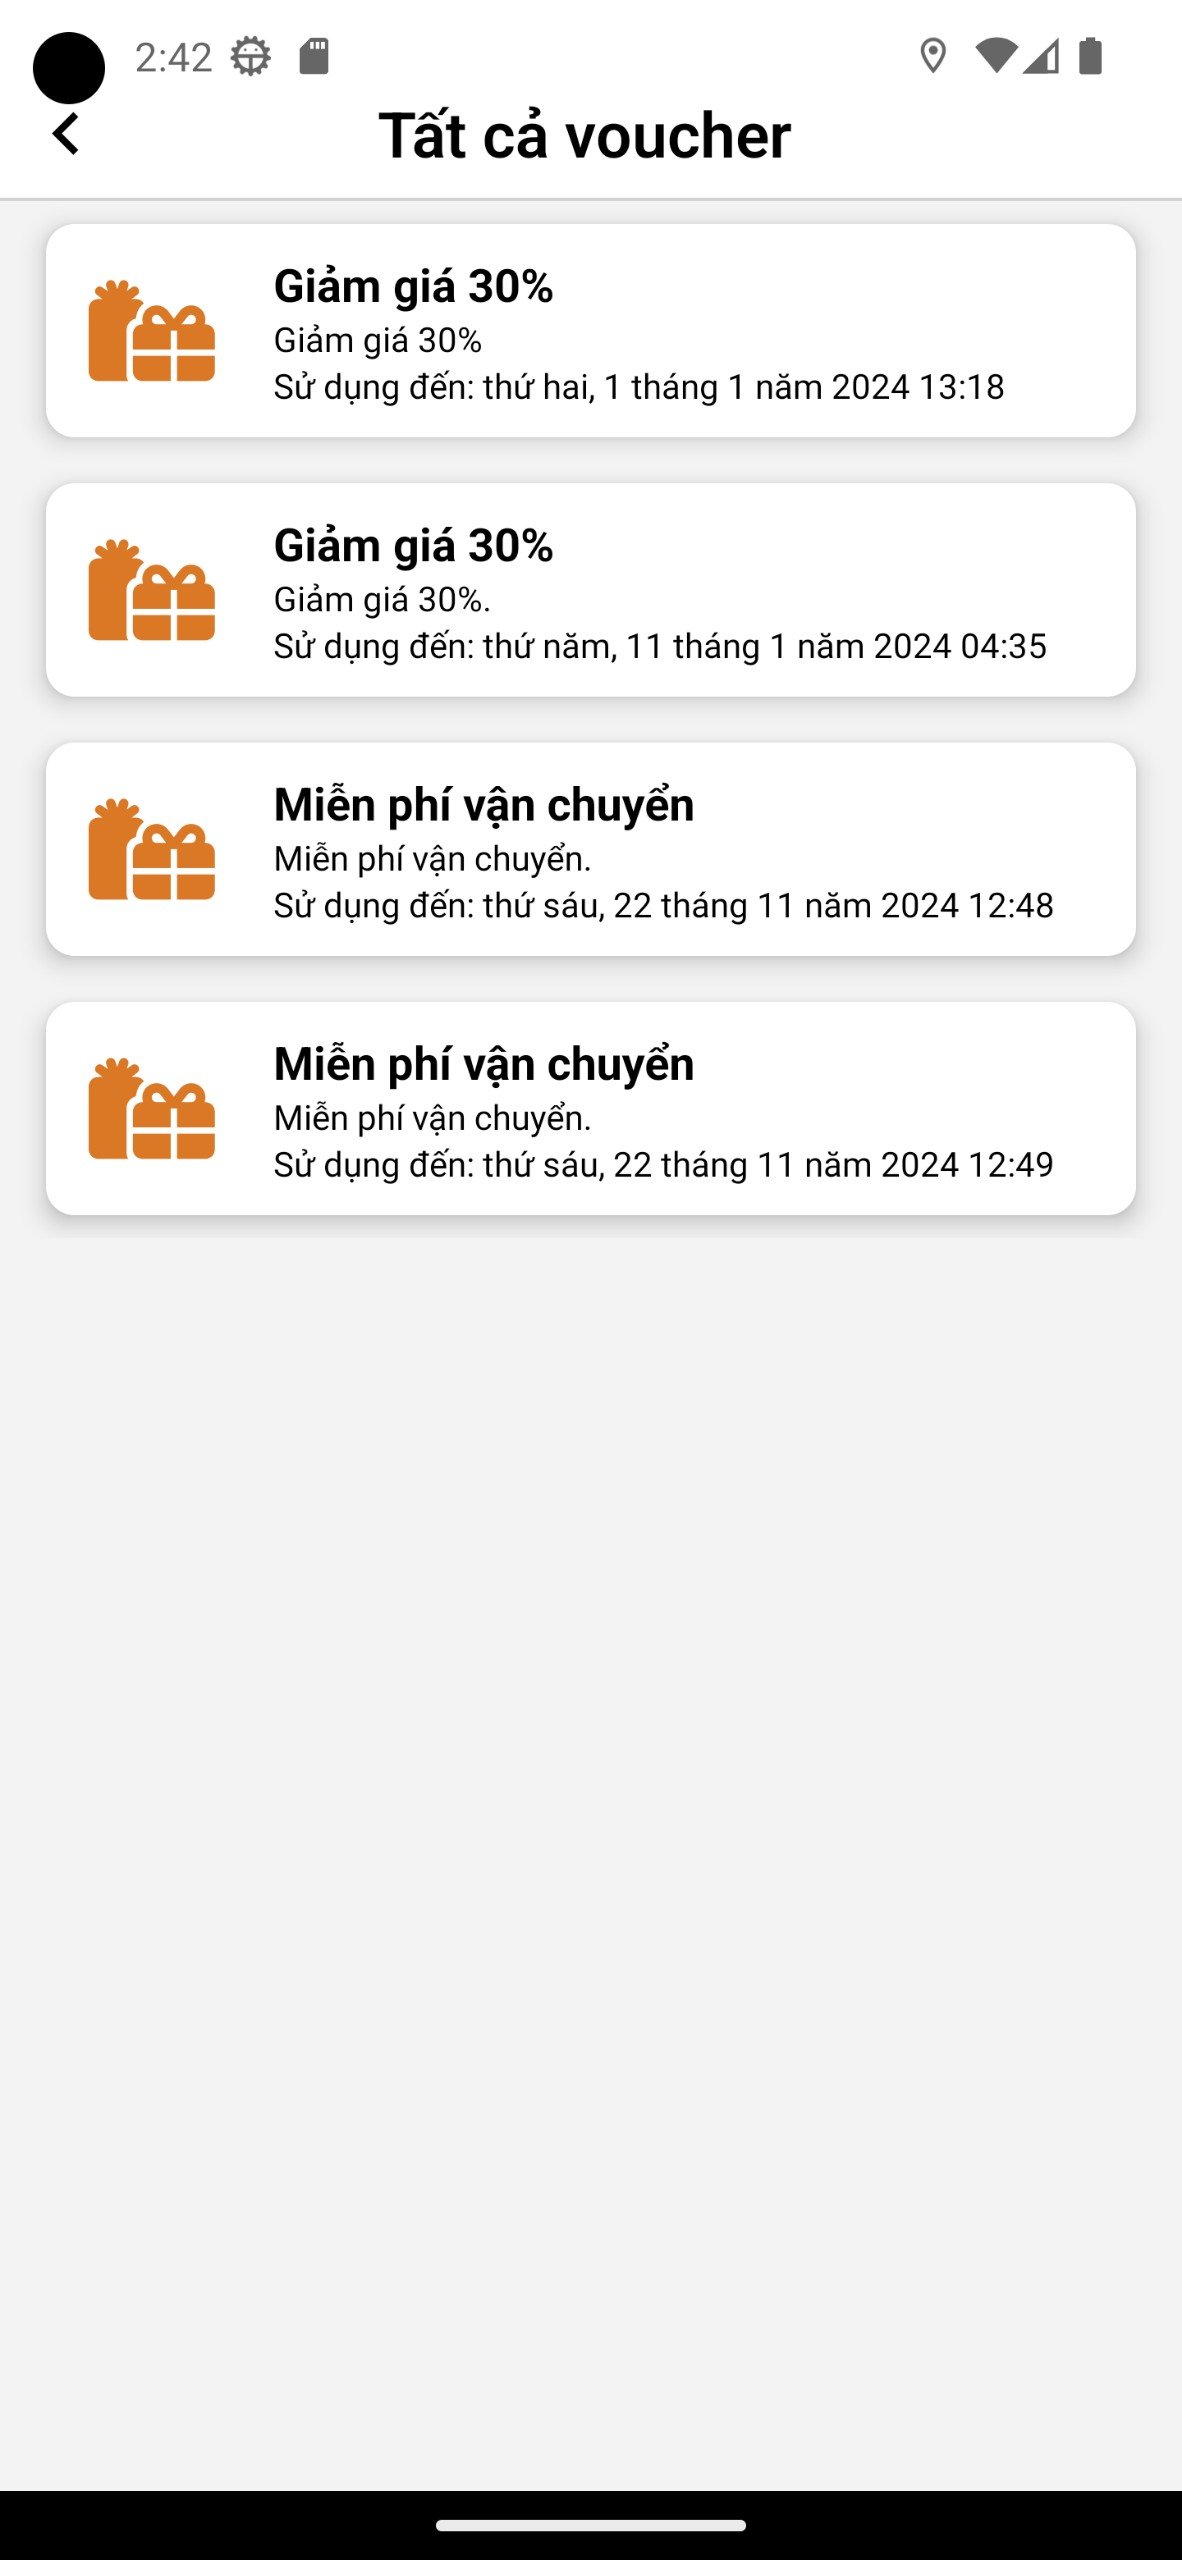 2:42
Tất cả voucher
Giảm giá 30%
Giảm giá 30%
Sử dụng đến: thứ hai, 1 tháng 1 năm 2024 13:18
Giảm giá 30%
Giảm giá 30%.
Sử dụng đến: thứ năm, 11 tháng 1 năm 2024 04:35
Miễn phí vận chuyển
Miễn phí vận chuyển.
Sử dụng đến: thứ sáu, 22 tháng 11 năm 2024 12:48
Miễn phí vận chuyển
Miễn phí vận chuyển.
Sử dụng đến: thứ sáu, 22 tháng 11 năm 2024 12:49